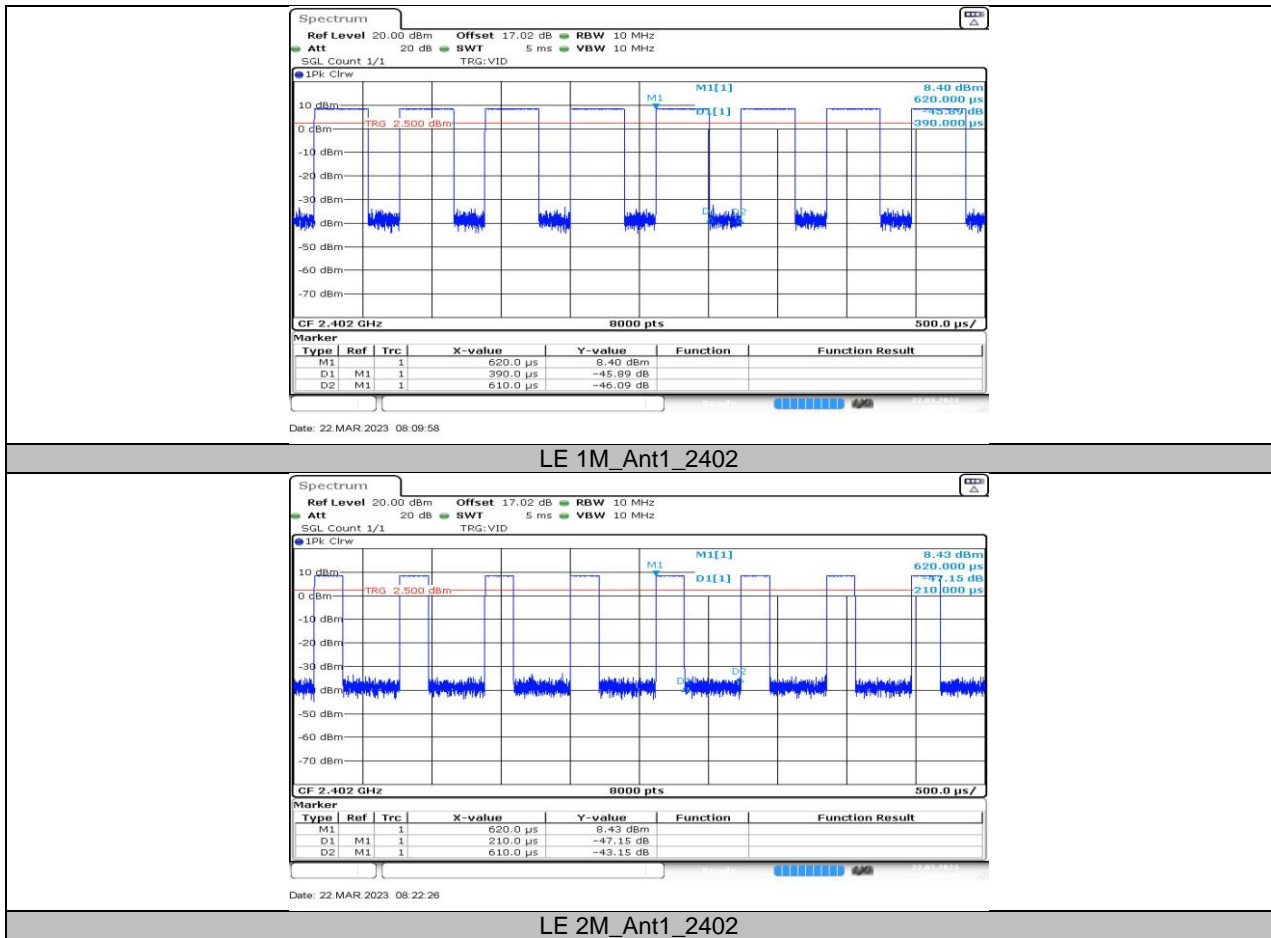 Spectrum
Ref Level 20.00 dBm Offset 17.02 dB RBW 10 MHz
Att 20 dB SWT 5 ms VBW 10 MHz
SGL Count 1/1 TRG:VID
1Pk Clrw
M1[1] 8.40 dBm
M1 620.000 µs
10 dBm
D1[1] -45.89 dB
TRG 2.500 dBm 390.000 µs
0 dBm
-10 dBm
-20 dBm
-30 dBm
D2
dBm
-50 dBm
-60 dBm
-70 dBm
CF 2.402 GHz 8000 pts 500.0 µs/
Marker
Type Ref Trc X-value Y-value Function Function Result
M1 1 620.0 µs 8.40 dBm
D1 M1 1 390.0 µs -45.89 dB
D2 M1 1 610.0 µs -46.09 dB
Date: 22.MAR.2023 08:09:58
LE 1M_Ant1_2402
Spectrum
Ref Level 20.00 dBm Offset 17.02 dB RBW 10 MHz
Att 20 dB SWT 5 ms VBW 10 MHz
SGL Count 1/1 TRG:VID
1Pk Clrw
M1[1] 8.43 dBm
M1 620.000 µs
10 dBm
D1[1] -47.15 dB
TRG 2.500 dBm 210.000 µs
0 dBm
-10 dBm
-20 dBm
-30 dBm
D2
dBm
-50 dBm
-60 dBm
-70 dBm
CF 2.402 GHz 8000 pts 500.0 µs/
Marker
Type Ref Trc X-value Y-value Function Function Result
M1 1 620.0 µs 8.43 dBm
D1 M1 1 210.0 µs -47.15 dB
D2 M1 1 610.0 µs -43.15 dB
Date: 22.MAR.2023 08:22:26
LE 2M_Ant1_2402